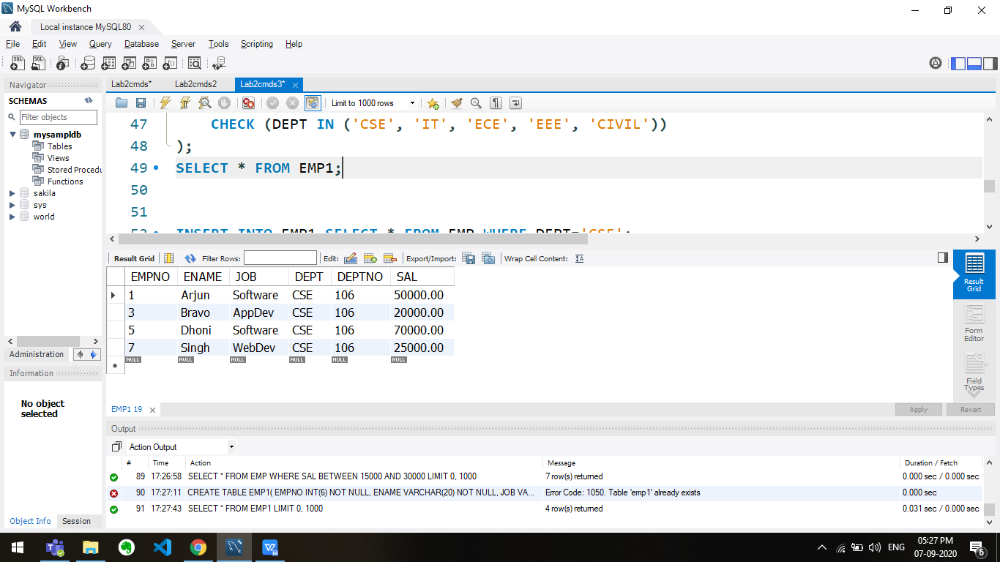 MySQL Workbench
Local instance MySQL80
File Edit View Query Database Server Tools Scripting Help
Navigator
SCHEMAS
Filter objects
mysampldb
Tables
Views
Stored Procedu
Functions
sakila
sys
world
Administration
Information
No object
selected
Object Info Session
Lab2cmds* Lab2cmds2 Lab2cmds3*
Limit to 1000 rows
47 CHECK (DEPT IN ('CSE', 'IT', 'ECE', 'EEE', 'CIVIL'))
48 );
49 SELECT * FROM EMP1;
50
51
52 INSERT INTO EMP1 SELECT * FROM EMP WHERE DEPT='CSE';
Result Grid Filter Rows: Edit: Export/Import: Wrap Cell Content:
EMPNO ENAME JOB DEPT DEPTNO SAL
1 Arjun Software CSE 106 50000.00
3 Bravo AppDev CSE 106 20000.00
5 Dhoni Software CSE 106 70000.00
7 Singh WebDev CSE 106 25000.00
NULL NULL NULL NULL NULL NULL
Result
Grid
Form
Editor
Field
Types
EMP1 19
Apply Revert
Output
Action Output
# Time Action Message Duration / Fetch
89 17:26:58 SELECT * FROM EMP WHERE SAL BETWEEN 15000 AND 30000 LIMIT 0, 1000 7 row(s) returned 0.000 sec / 0.000 sec
90 17:27:11 CREATE TABLE EMP1( EMPNO INT(6) NOT NULL, ENAME VARCHAR(20) NOT NULL, JOB VA... Error Code: 1050. Table 'emp1' already exists 0.000 sec
91 17:27:43 SELECT * FROM EMP1 LIMIT 0, 1000 4 row(s) returned 0.031 sec / 0.000 sec
ENG
05:27 PM
07-09-2020
6